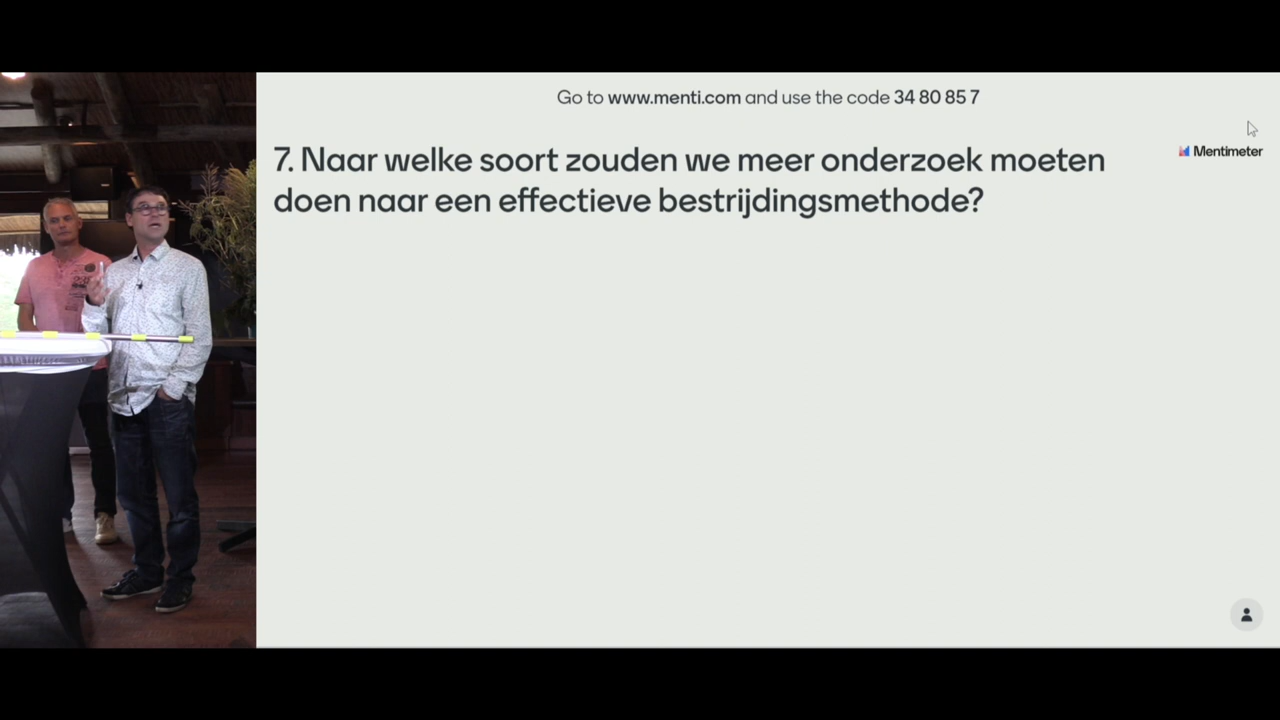 Go to www.menti.com and use the code 34 80 85 7
Mentimeter
7. Naar welke soort zouden we meer onderzoek moeten
doen naar een effectieve bestrijdingsmethode?